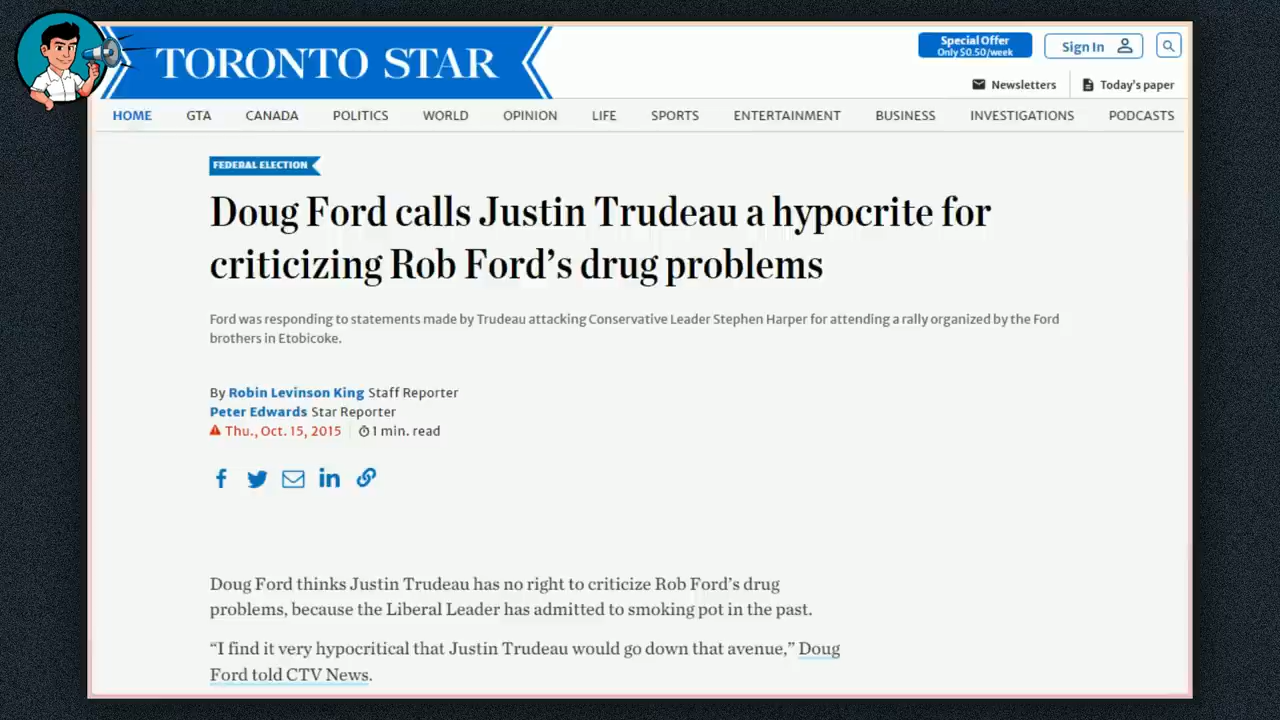 TORONTO STAR
Special Offer
Only $0.50/week
Sign In
Newsletters
Today's paper
HOME GTA CANADA POLITICS WORLD OPINION LIFE SPORTS ENTERTAINMENT BUSINESS INVESTIGATIONS PODCASTS
FEDERAL ELECTION
Doug Ford calls Justin Trudeau a hypocrite for
criticizing Rob Ford’s drug problems
Ford was responding to statements made by Trudeau attacking Conservative Leader Stephen Harper for attending a rally organized by the Ford
brothers in Etobicoke.
By Robin Levinson King Staff Reporter
Peter Edwards Star Reporter
Thu., Oct. 15, 2015 1 min. read
Doug Ford thinks Justin Trudeau has no right to criticize Rob Ford’s drug
problems, because the Liberal Leader has admitted to smoking pot in the past.
“I find it very hypocritical that Justin Trudeau would go down that avenue,” Doug
Ford told CTV News.